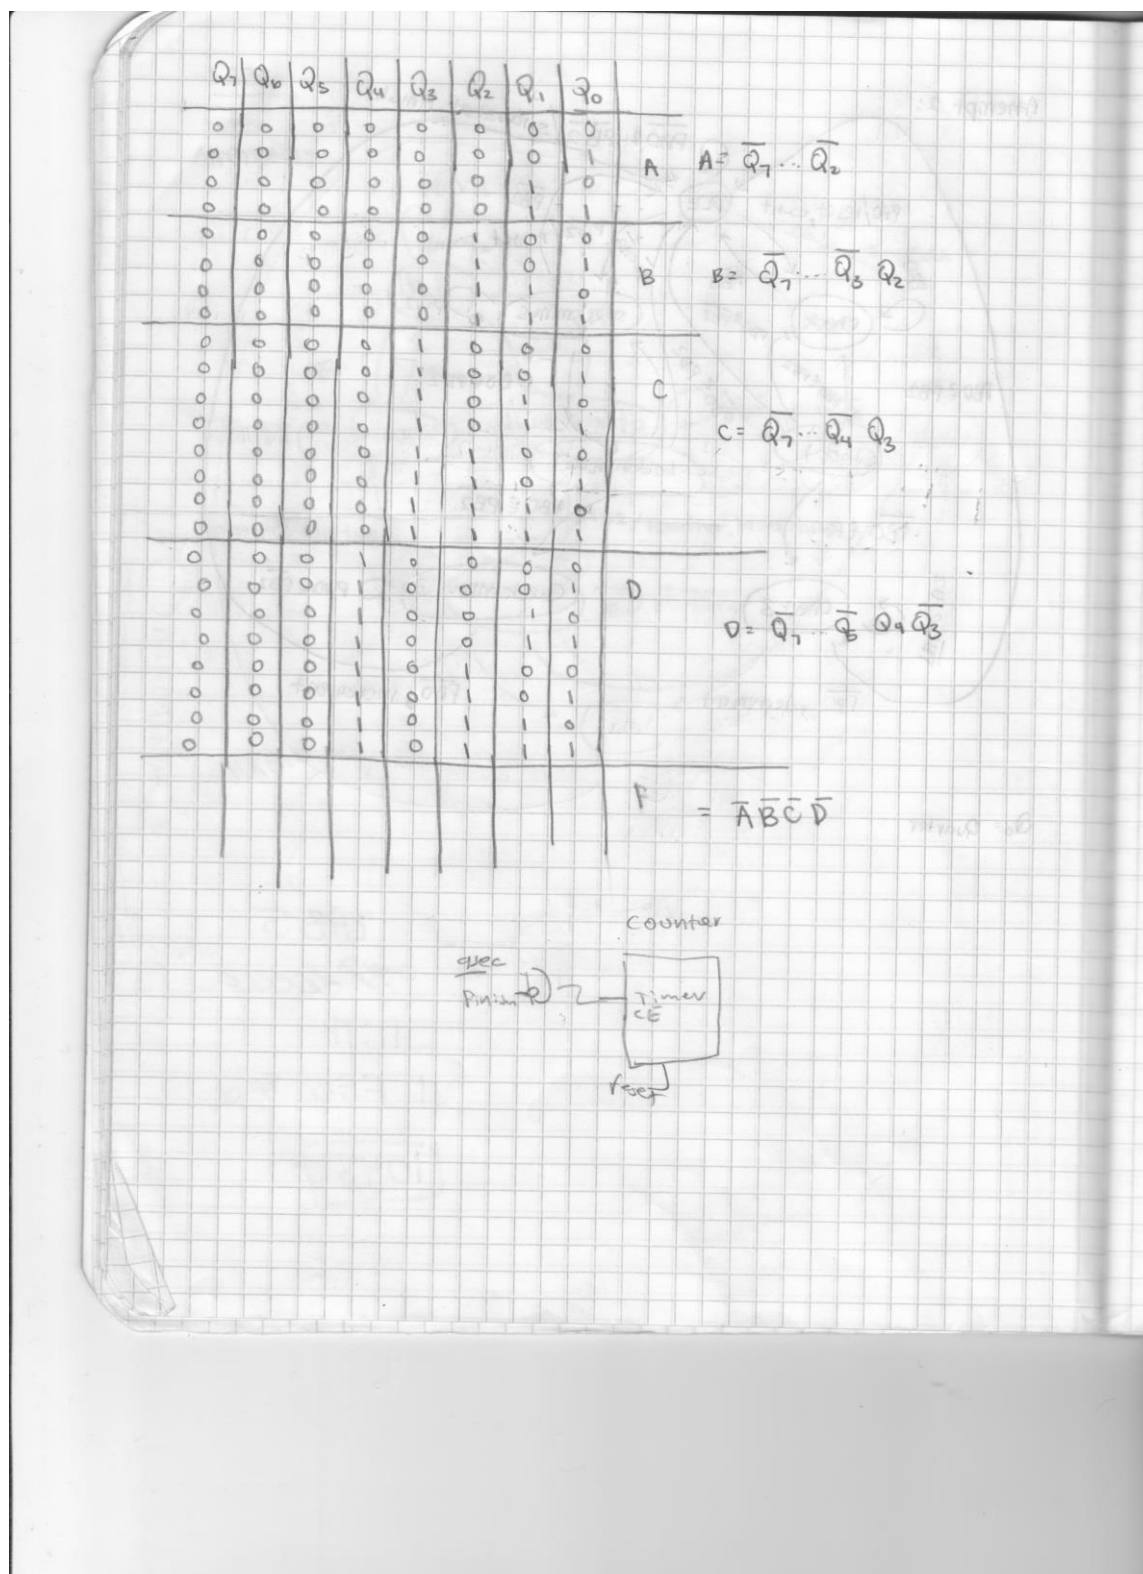 Q₇ Q₆ Q₅ Q₄ Q₃ Q₂ Q₁ Q₀
0 0 0 0 0 0 0 0
0 0 0 0 0 0 0 1
0 0 0 0 0 0 1 0
0 0 0 0 0 0 1 1
A A = Q̅₇ ... Q̅₂
0 0 0 0 0 1 0 0
0 0 0 0 0 1 0 1
0 0 0 0 0 1 1 0
0 0 0 0 0 1 1 1
B B = Q̅₇ ... Q̅₃ Q₂
0 0 0 0 1 0 0 0
0 0 0 0 1 0 0 1
0 0 0 0 1 0 1 0
0 0 0 0 1 0 1 1
0 0 0 0 1 1 0 0
0 0 0 0 1 1 0 1
0 0 0 0 1 1 1 0
0 0 0 0 1 1 1 1
C
C = Q̅₇ ... Q̅₄ Q₃
0 0 0 1 0 0 0 0
0 0 0 1 0 0 0 1
0 0 0 1 0 0 1 0
0 0 0 1 0 0 1 1
0 0 0 1 0 1 0 0
0 0 0 1 0 1 0 1
0 0 0 1 0 1 1 0
0 0 0 1 0 1 1 1
D
D = Q̅₇ ... Q̅₅ Q₄ Q̅₃
F = A̅ B̅ C̅ D̅
Counter
Timer
CE
reset